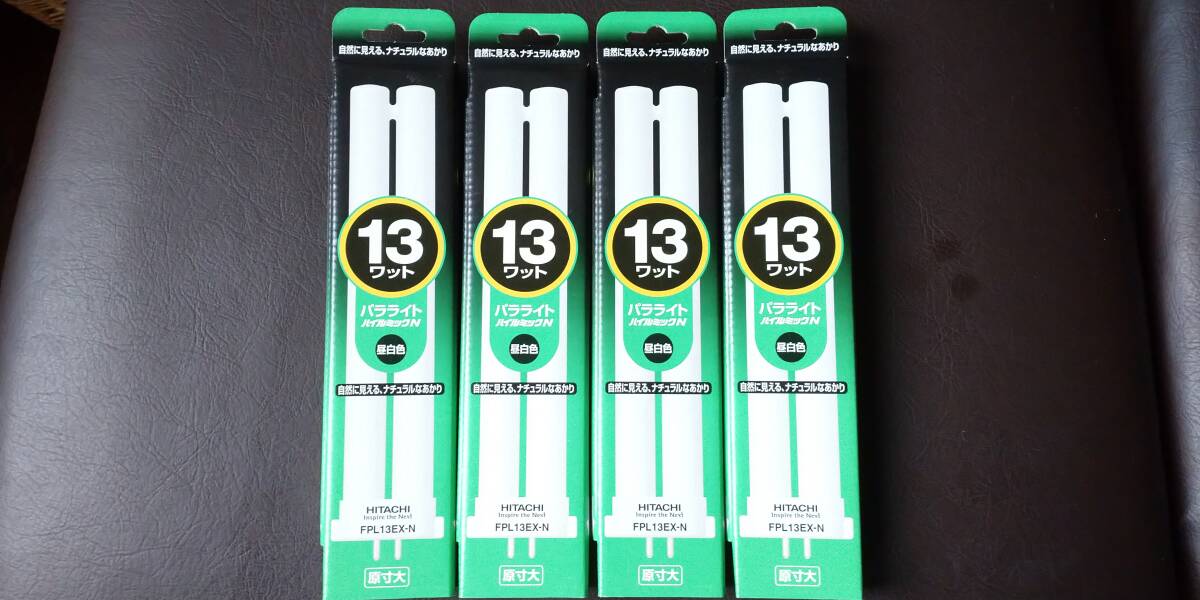 自然に見える、ナチュラルなあかり
13
ワット
パラライト
ハイルミックN
昼白色
自然に見える、ナチュラルなあかり
HITACHI
Inspire the Next
FPL13EX-N
原寸大
自然に見える、ナチュラルなあかり
13
ワット
パラライト
ハイルミックN
昼白色
自然に見える、ナチュラルなあかり
HITACHI
Inspire the Next
FPL13EX-N
原寸大
自然に見える、ナチュラルなあかり
13
ワット
パラライト
ハイルミックN
昼白色
自然に見える、ナチュラルなあかり
HITACHI
Inspire the Next
FPL13EX-N
原寸大
自然に見える、ナチュラルなあかり
13
ワット
パラライト
ハイルミックN
昼白色
自然に見える、ナチュラルなあかり
HITACHI
Inspire the Next
FPL13EX-N
原寸大